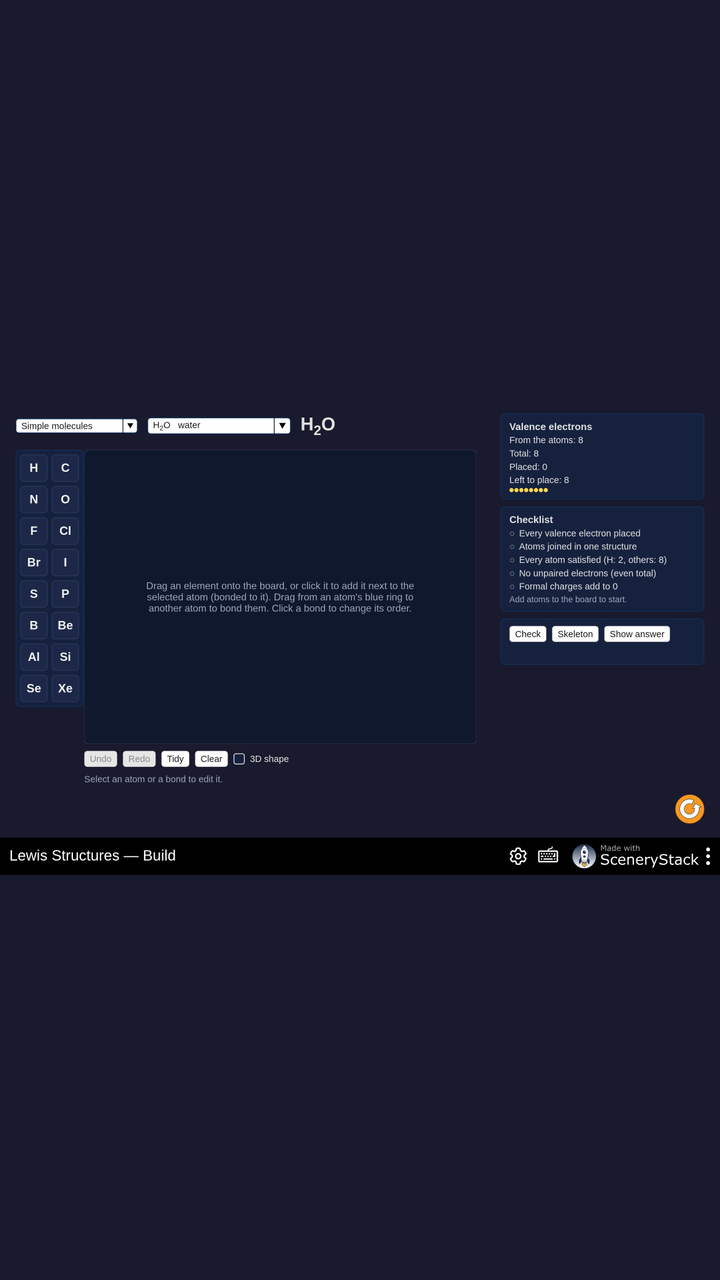 Simple molecules ▼
H₂O water ▼
H₂O
H C
N O
F Cl
Br I
S P
B Be
Al Si
Se Xe
Drag an element onto the board, or click it to add it next to the
selected atom (bonded to it). Drag from an atom's blue ring to
another atom to bond them. Click a bond to change its order.
Undo Redo Tidy Clear 3D shape
Select an atom or a bond to edit it.
Valence electrons
From the atoms: 8
Total: 8
Placed: 0
Left to place: 8
Checklist
○ Every valence electron placed
○ Atoms joined in one structure
○ Every atom satisfied (H: 2, others: 8)
○ No unpaired electrons (even total)
○ Formal charges add to 0
Add atoms to the board to start.
Check Skeleton Show answer
Lewis Structures — Build
Made with
SceneryStack